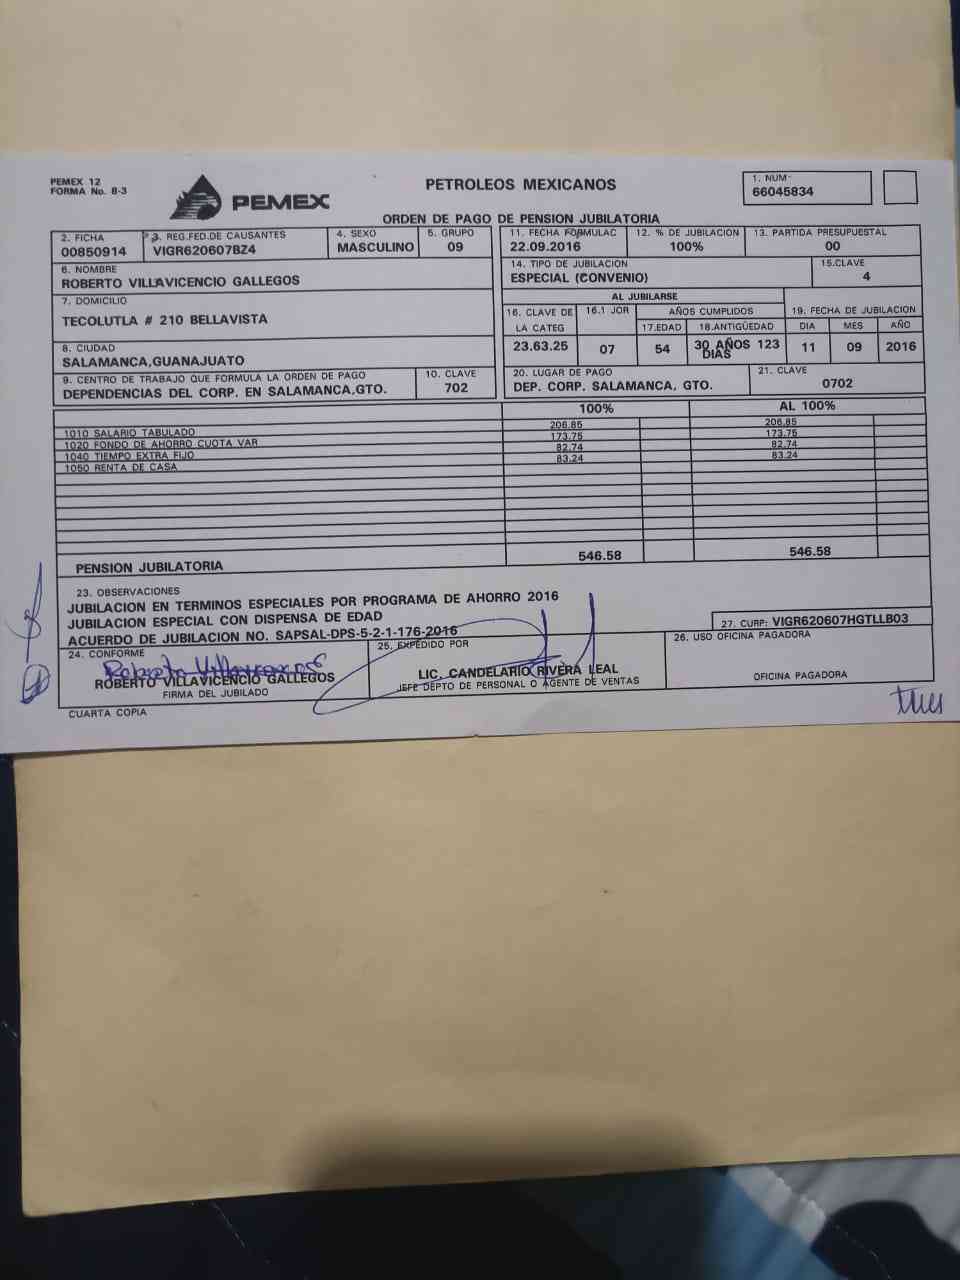 PEMEX 12
FORMA No. 8-3
PEMEX
PETROLEOS MEXICANOS
1. NUM
66045834
ORDEN DE PAGO DE PENSION JUBILATORIA
2. FICHA
00850914
3. REG.FED.DE CAUSANTES
VIGR620607BZ4
4. SEXO
MASCULINO
5. GRUPO
09
11. FECHA FORMULAC
22.09.2016
12. % DE JUBILACION
100%
13. PARTIDA PRESUPUESTAL
00
6. NOMBRE
ROBERTO VILLAVICENCIO GALLEGOS
14. TIPO DE JUBILACION
ESPECIAL (CONVENIO)
15.CLAVE
4
7. DOMICILIO
TECOLUTLA # 210 BELLAVISTA
AL JUBILARSE
16. CLAVE DE
LA CATEG
23.63.25
16.1 JOR
07
AÑOS CUMPLIDOS
17.EDAD
54
18.ANTIGÜEDAD
30 AÑOS 123
DIAS
19. FECHA DE JUBILACION
DIA MES AÑO
11 09 2016
8. CIUDAD
SALAMANCA,GUANAJUATO
9. CENTRO DE TRABAJO QUE FORMULA LA ORDEN DE PAGO
DEPENDENCIAS DEL CORP. EN SALAMANCA,GTO.
10. CLAVE
702
20. LUGAR DE PAGO
DEP. CORP. SALAMANCA, GTO.
21. CLAVE
0702
100% AL 100%
1010 SALARIO TABULADO 206.85 206.85
1020 FONDO DE AHORRO CUOTA VAR 173.75 173.75
1040 TIEMPO EXTRA FIJO 82.74 82.74
1050 RENTA DE CASA 83.24 83.24
PENSION JUBILATORIA 546.58 546.58
23. OBSERVACIONES
JUBILACION EN TERMINOS ESPECIALES POR PROGRAMA DE AHORRO 2016
JUBILACION ESPECIAL CON DISPENSA DE EDAD
ACUERDO DE JUBILACION NO. SAPSAL-DPS-5-2-1-176-2016
27. CURP: VIGR620607HGTLLB03
24. CONFORME
Roberto
ROBERTO VILLAVICENCIO GALLEGOS
FIRMA DEL JUBILADO
25. EXPEDIDO POR
LIC. CANDELARIO RIVERA LEAL
JEFE DEPTO DE PERSONAL O AGENTE DE VENTAS
26. USO OFICINA PAGADORA
OFICINA PAGADORA
CUARTA COPIA